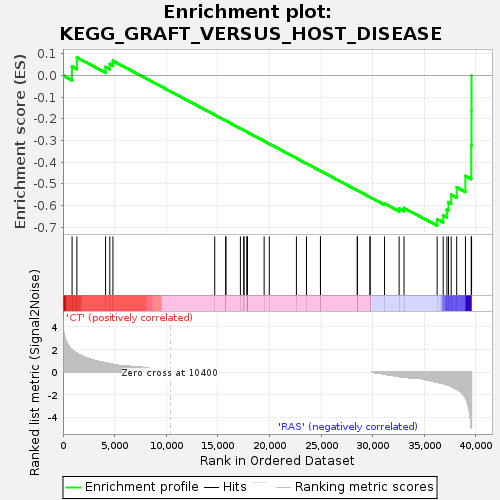 Enrichment plot:
KEGG_GRAFT_VERSUS_HOST_DISEASE
Enrichment score (ES)
0.1
0.0
-0.1
-0.2
-0.3
-0.4
-0.5
-0.6
-0.7
'CT' (positively correlated)
Ranked list metric (Signal2Noise)
4
2
0
-2
-4
Zero cross at 10400
'RAS' (negatively correlated)
0
5,000
10,000
15,000
20,000
25,000
30,000
35,000
40,000
Rank in Ordered Dataset
Enrichment profile
Hits
Ranking metric scores